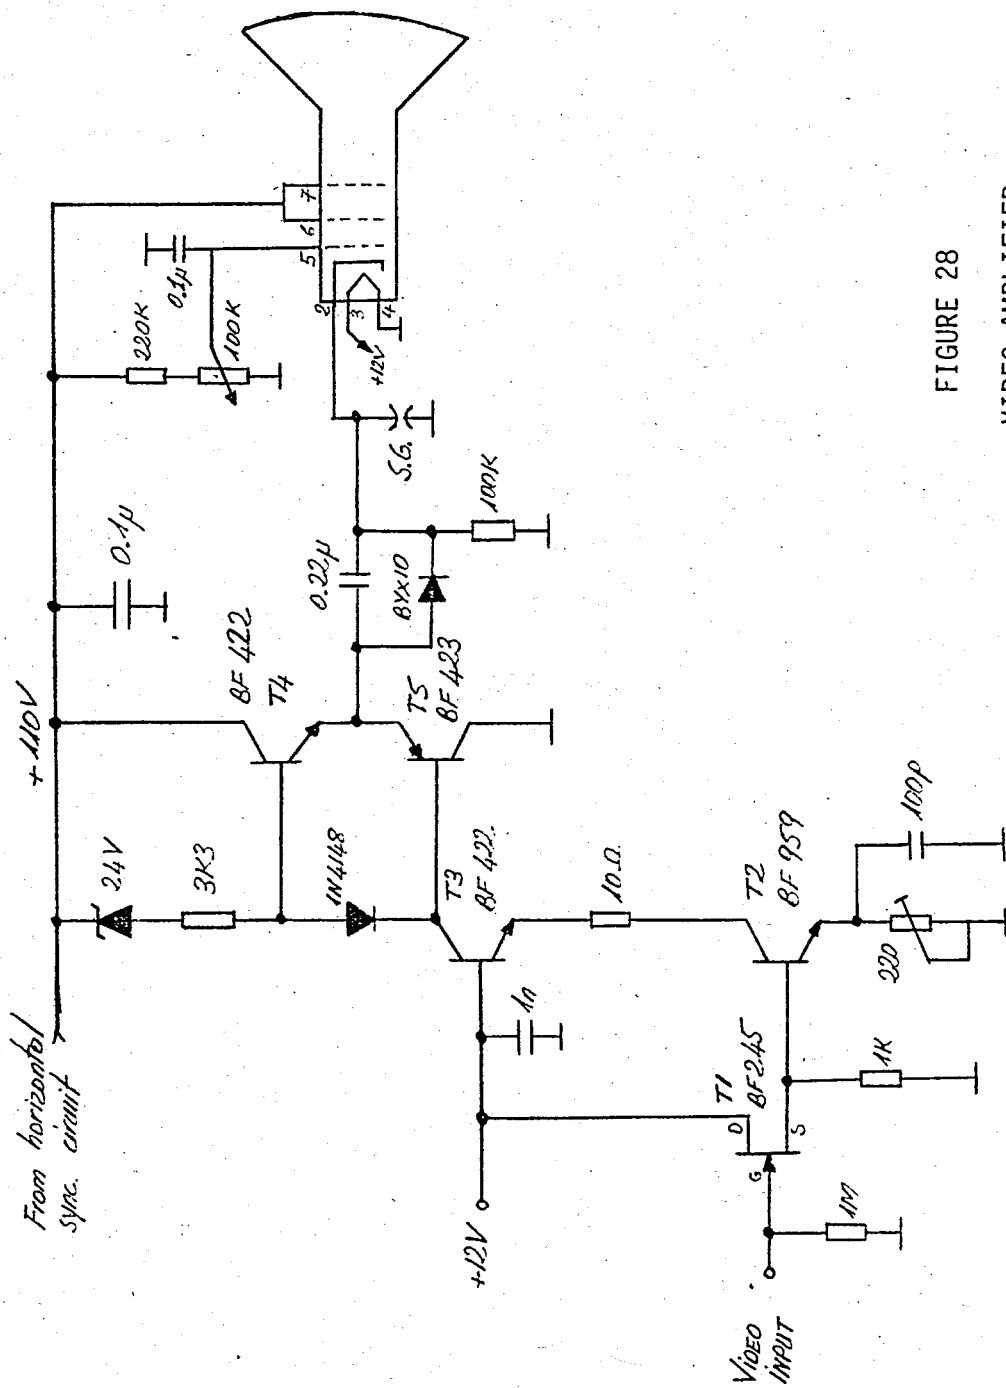 From horizontal
sync. circuit
+110V
24V
3K3
1N4148
BF 422
T4
0.1µ
220K
100K
0.1µ
5
6
7
2
3
4
+12V
S.G.
0.22µ
BYX10
100K
T5
BF 423
T3
BF 422.
10Ω
1n
+12V
T2
BF 959
T1
BF245
D
G
S
VIDEO
INPUT
1M
1K
220
100p
FIGURE 28
VIDEO AMPLIFIER